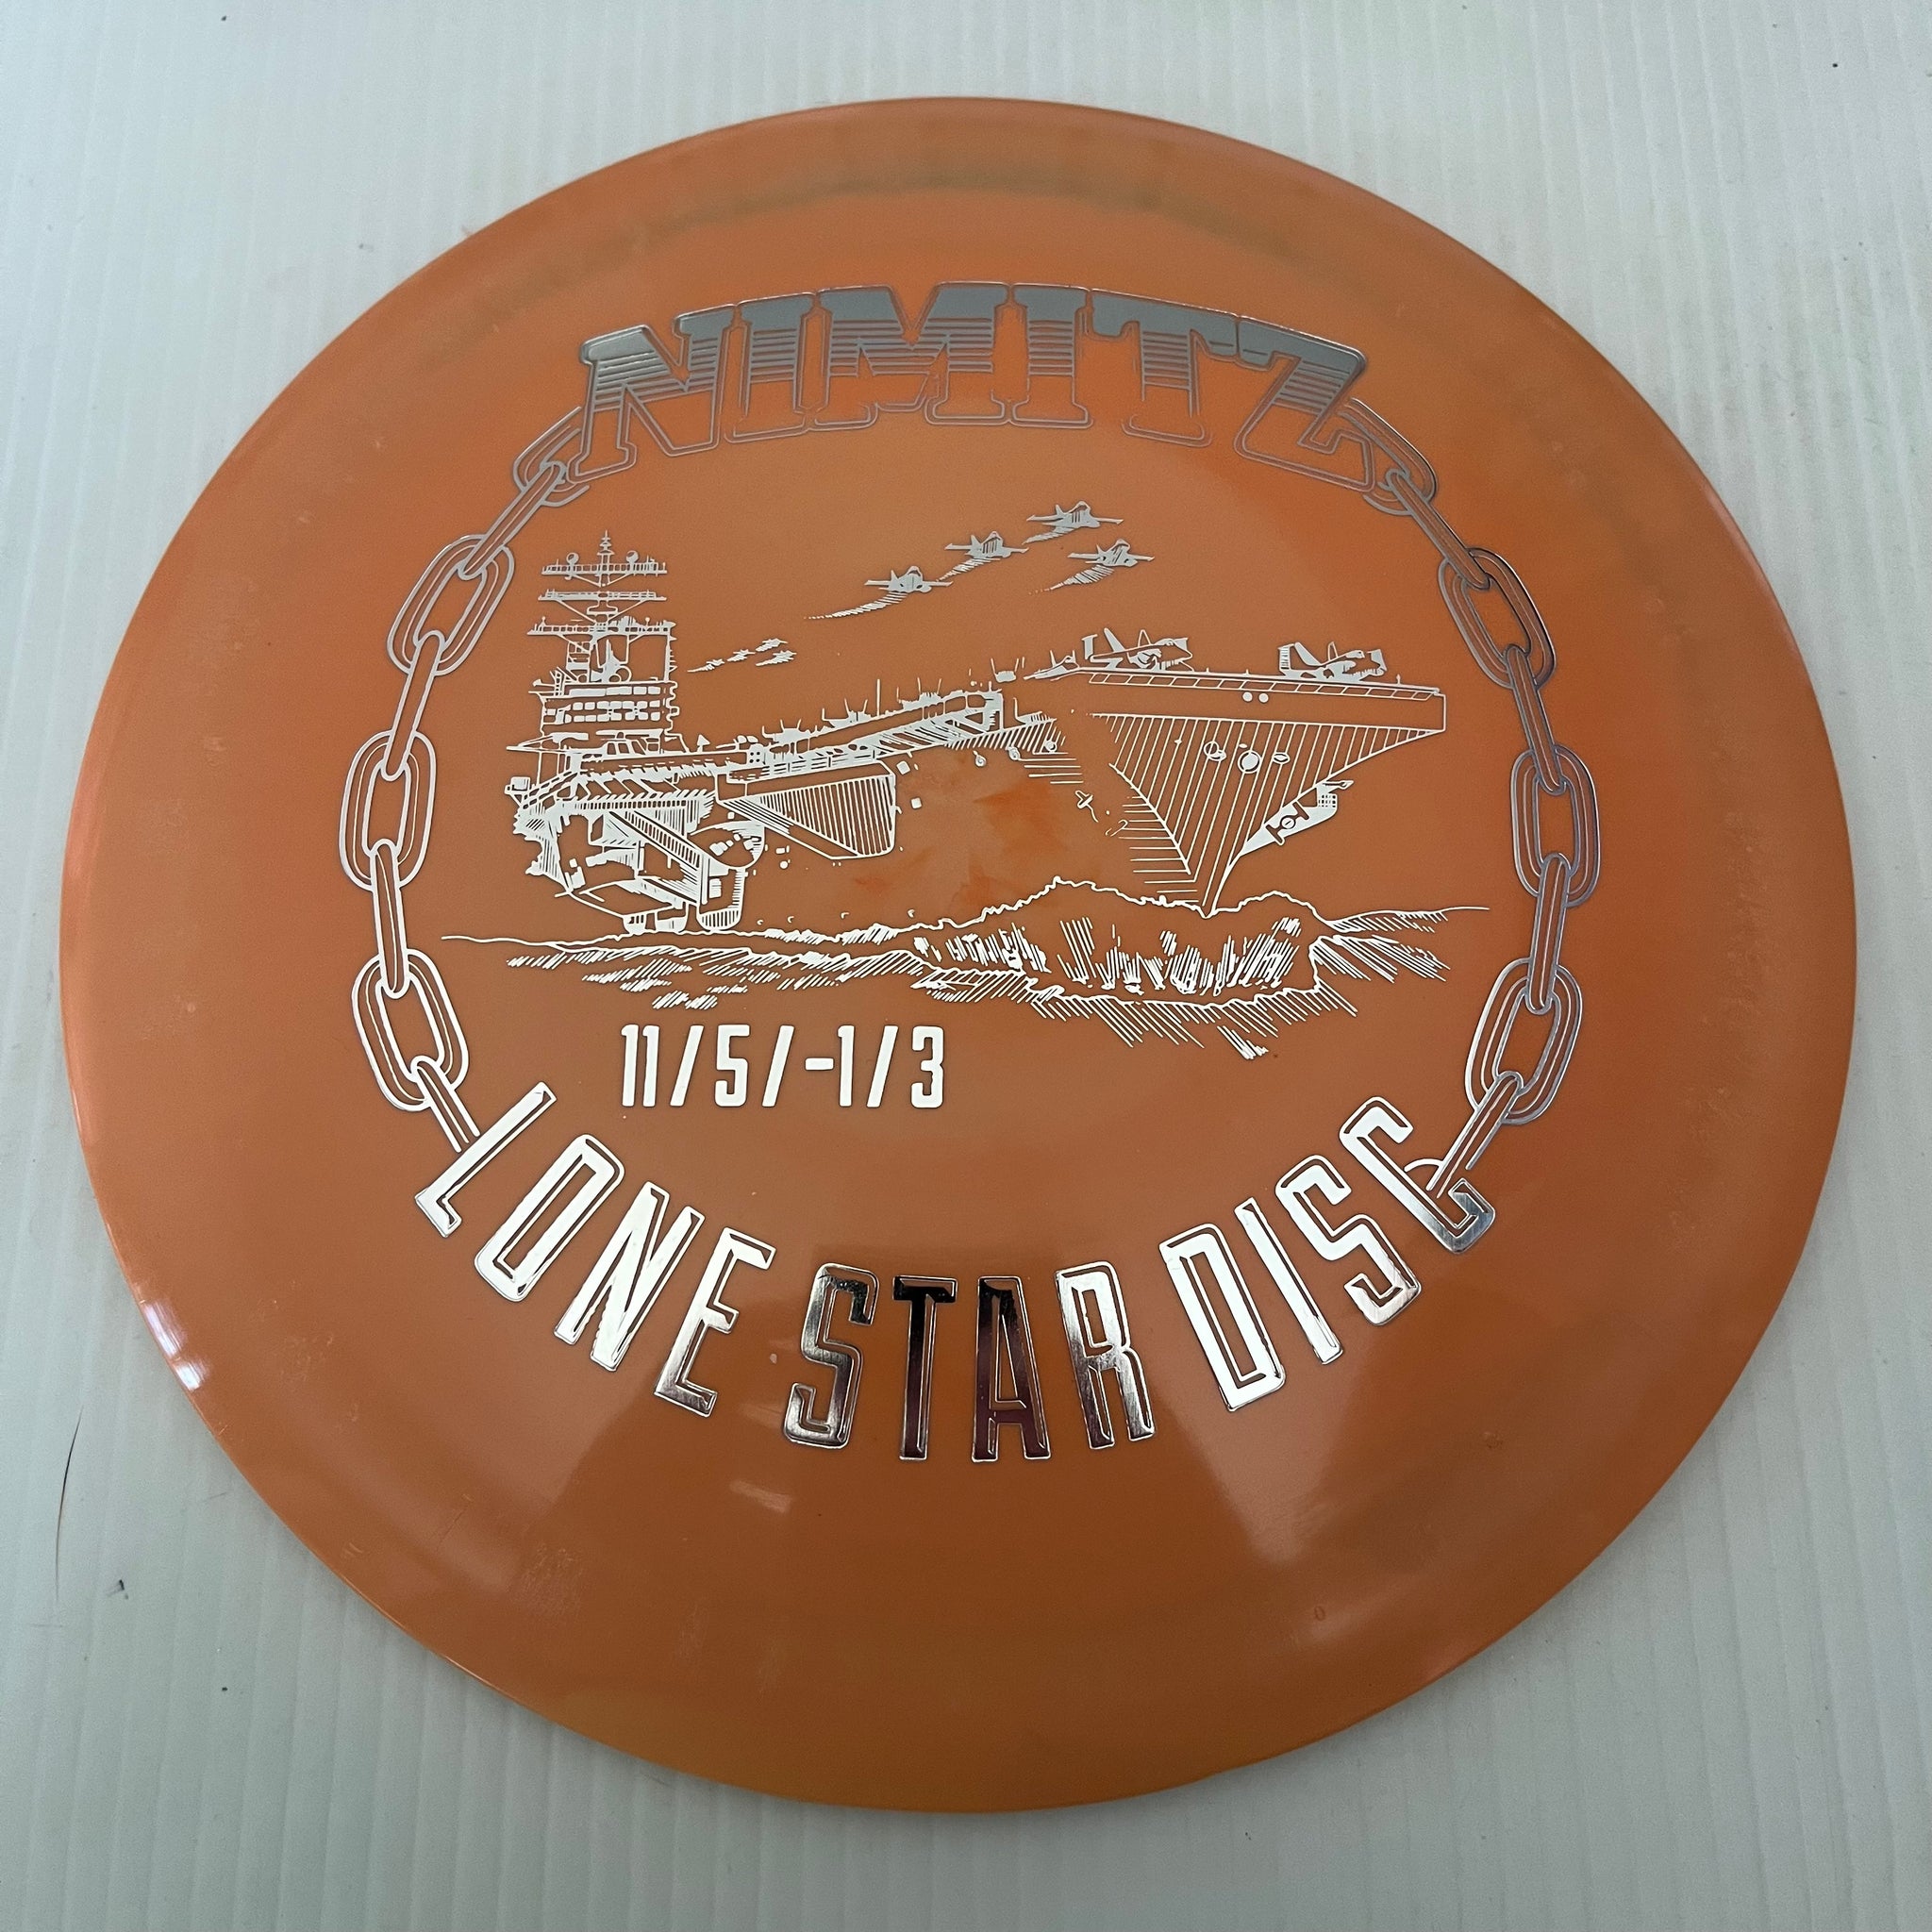 NIMITZ
11/5/-1/3
LONE STAR DISC